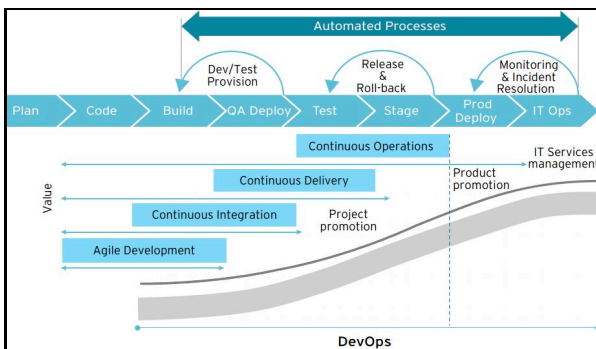 Automated Processes
Dev/Test
Provision
Release
&
Roll-back
Monitoring
& Incident
Resolution
Plan
Code
Build
QA Deploy
Test
Stage
Prod
Deploy
IT Ops
Continuous Operations
IT Services
management
Product
promotion
Continuous Delivery
Value
Continuous Integration
Project
promotion
Agile Development
DevOps